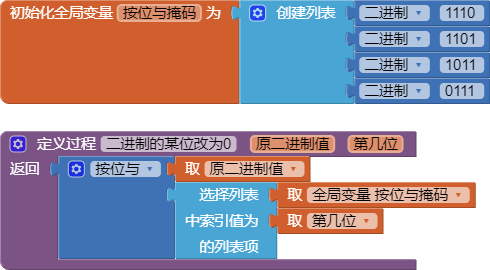 初始化全局变量 按位与掩码 为 创建列表 二进制 1110
二进制 1101
二进制 1011
二进制 0111
定义过程 二进制的某位改为0 原二进制值 第几位
返回 按位与 取 原二进制值
选择列表 取 全局变量 按位与掩码
中索引值为 取 第几位
的列表项